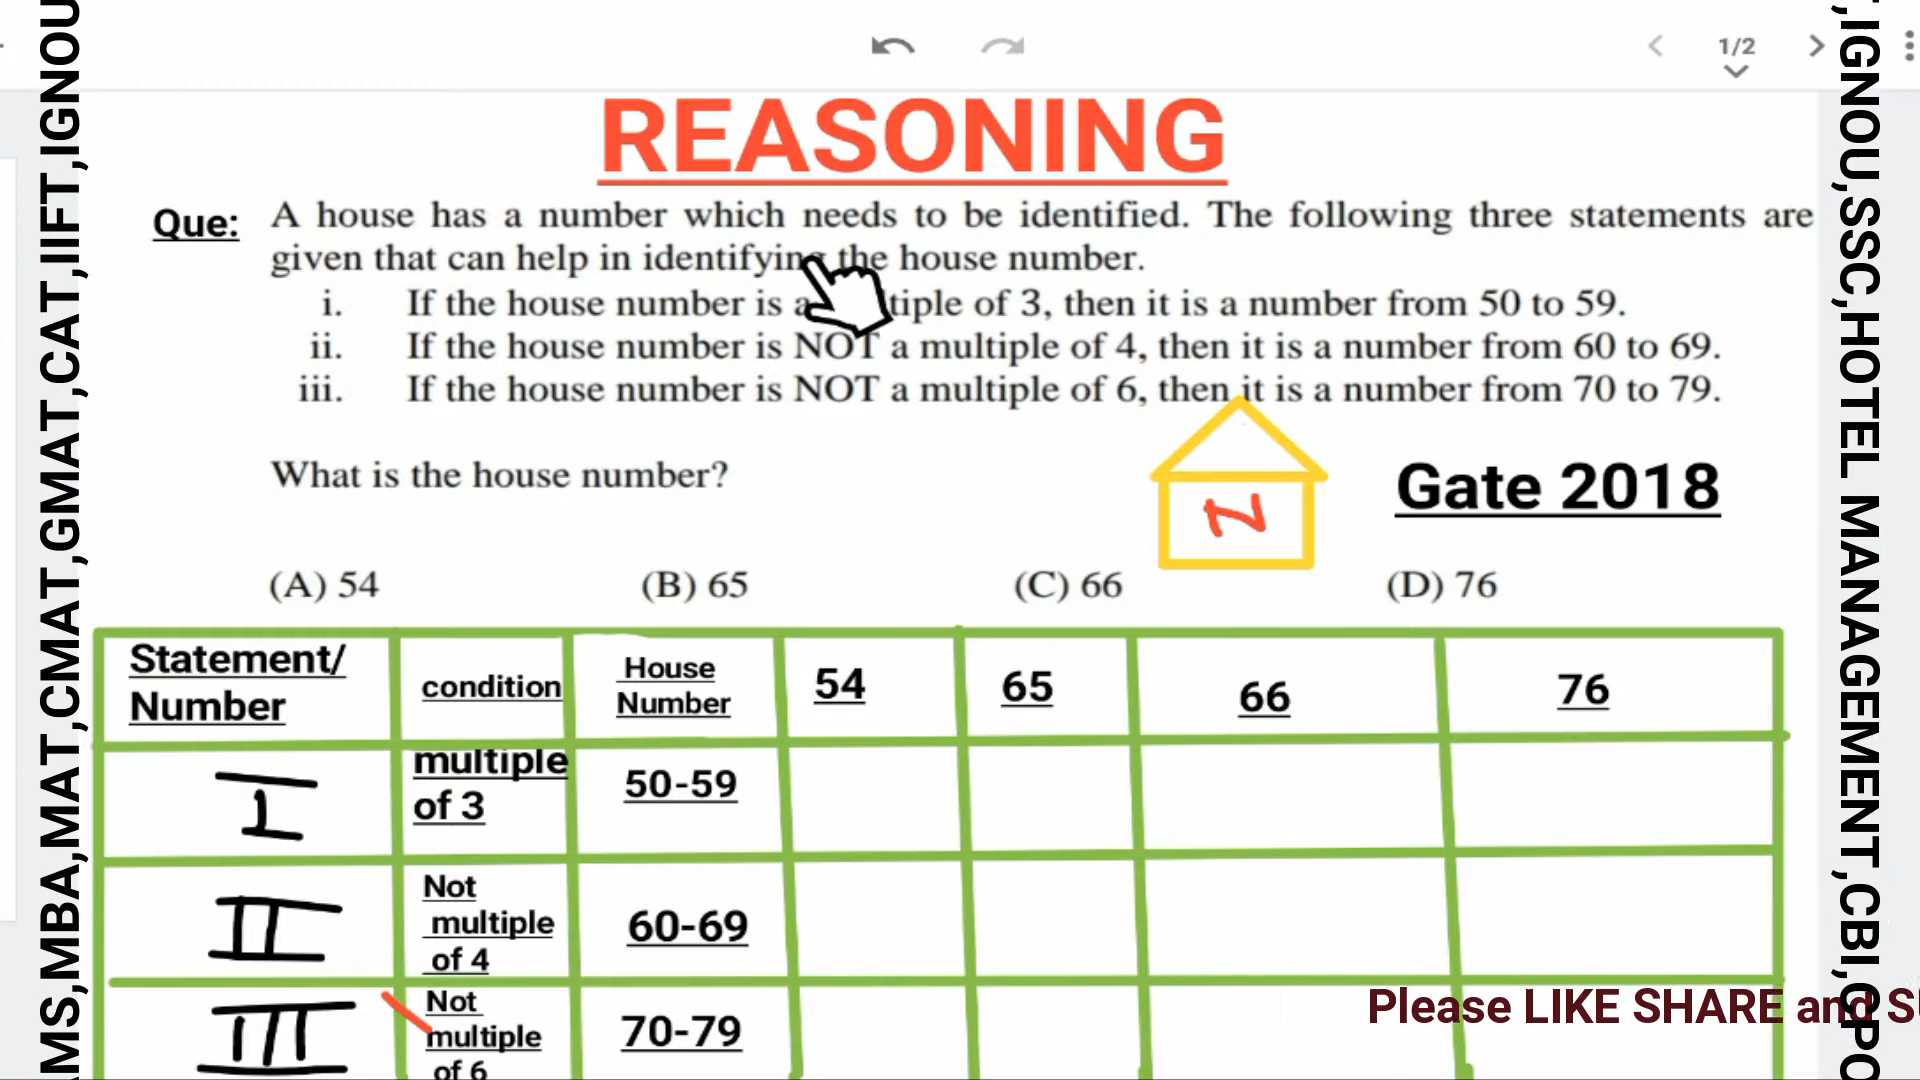 1/2
REASONING
Que: A house has a number which needs to be identified. The following three statements are
given that can help in identifying the house number.
i. If the house number is a tiple of 3, then it is a number from 50 to 59.
ii. If the house number is NOT a multiple of 4, then it is a number from 60 to 69.
iii. If the house number is NOT a multiple of 6, then it is a number from 70 to 79.
What is the house number?
Gate 2018
(A) 54 (B) 65 (C) 66 (D) 76
Statement/
Number
condition
House
Number
54 65 66 76
I
multiple
of 3
50-59
II
Not
multiple
of 4
60-69
III
Not
multiple
of 6
70-79
Please LIKE SHARE and
AMS,MBA,MAT,CMAT,GMAT,CAT,IIFT,IGNOU
,IGNOU,SSC,HOTEL MANAGEMENT,CBI,CPO